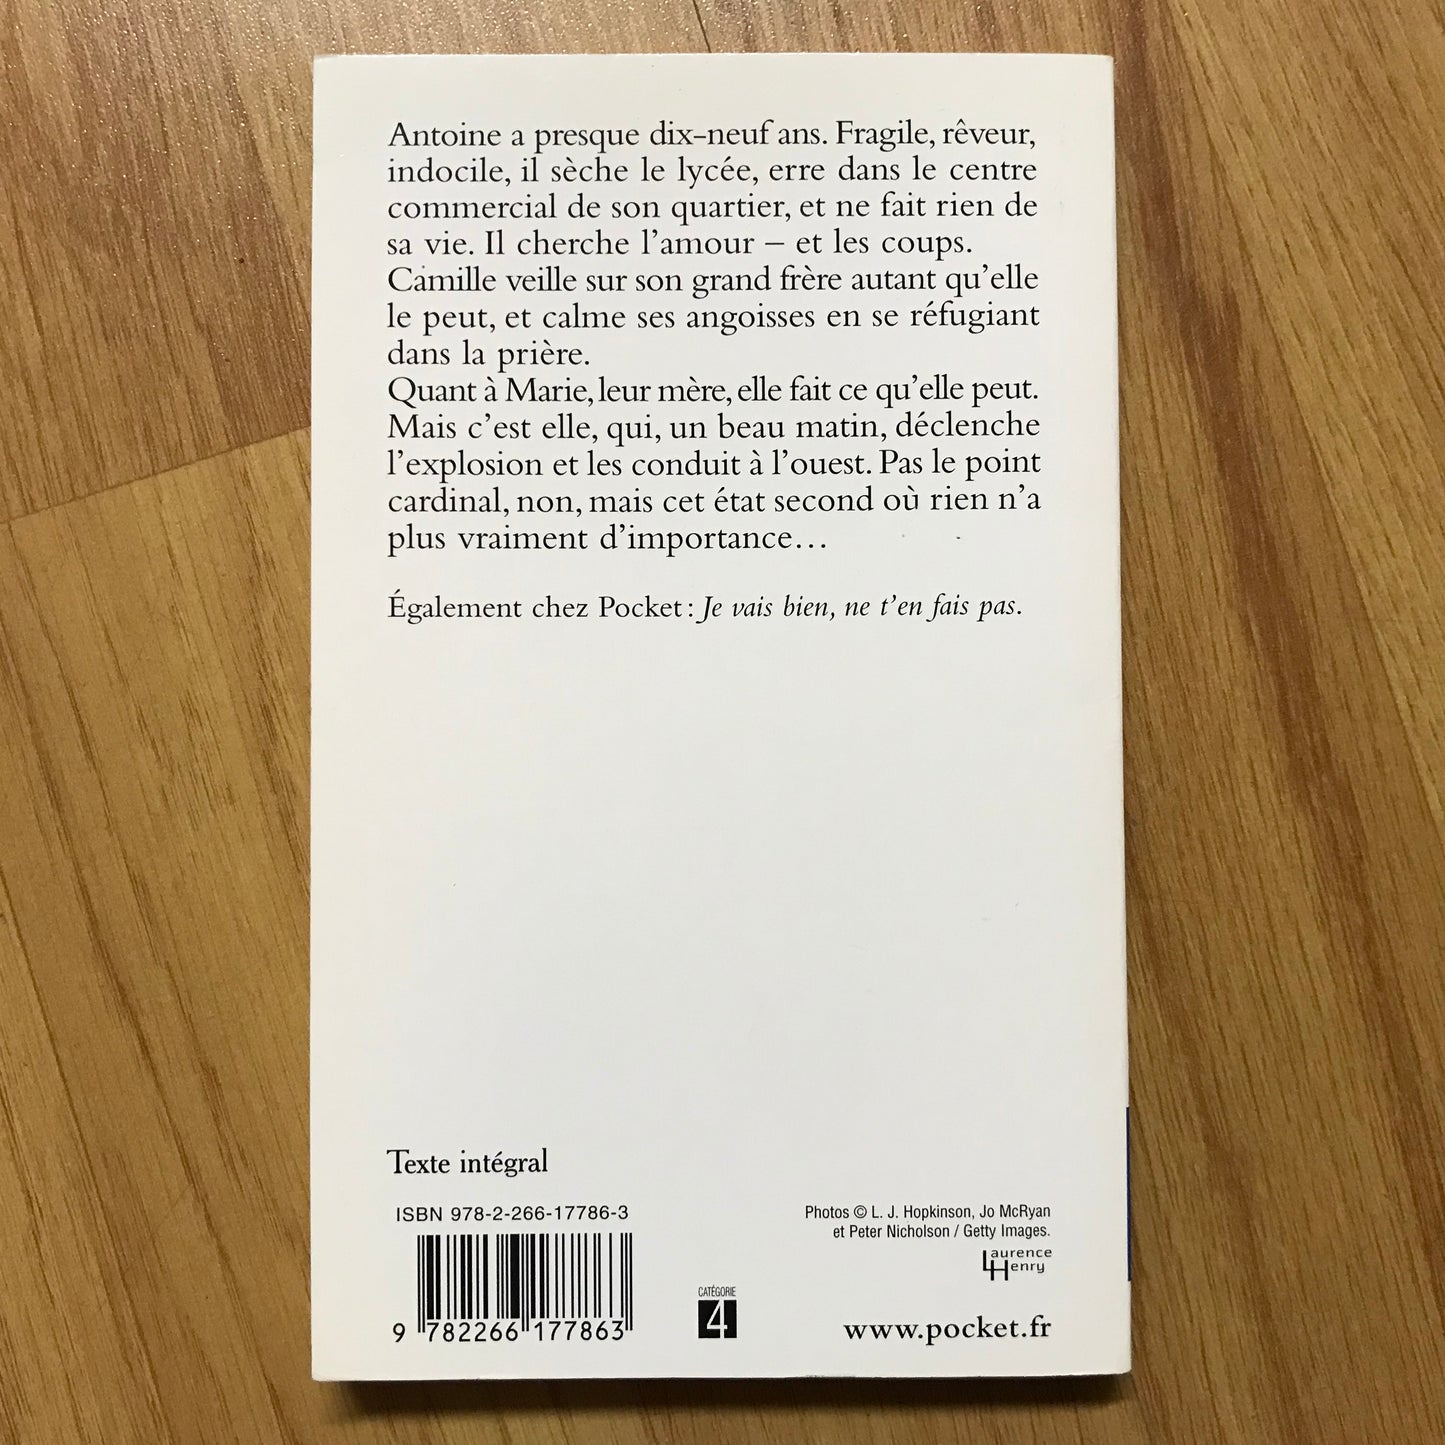 Antoine a presque dix-neuf ans. Fragile, rêveur,
indocile, il sèche le lycée, erre dans le centre
commercial de son quartier, et ne fait rien de
sa vie. Il cherche l'amour – et les coups.
Camille veille sur son grand frère autant qu'elle
le peut, et calme ses angoisses en se réfugiant
dans la prière.
Quant à Marie, leur mère, elle fait ce qu'elle peut.
Mais c'est elle, qui, un beau matin, déclenche
l'explosion et les conduit à l'ouest. Pas le point
cardinal, non, mais cet état second où rien n'a
plus vraiment d'importance…
Également chez Pocket : Je vais bien, ne t'en fais pas.
Texte intégral
ISBN 978-2-266-17786-3
9 782266 177863
CATÉGORIE
4
Photos © L. J. Hopkinson, Jo McRyan
et Peter Nicholson / Getty Images.
Laurence
Henry
www.pocket.fr